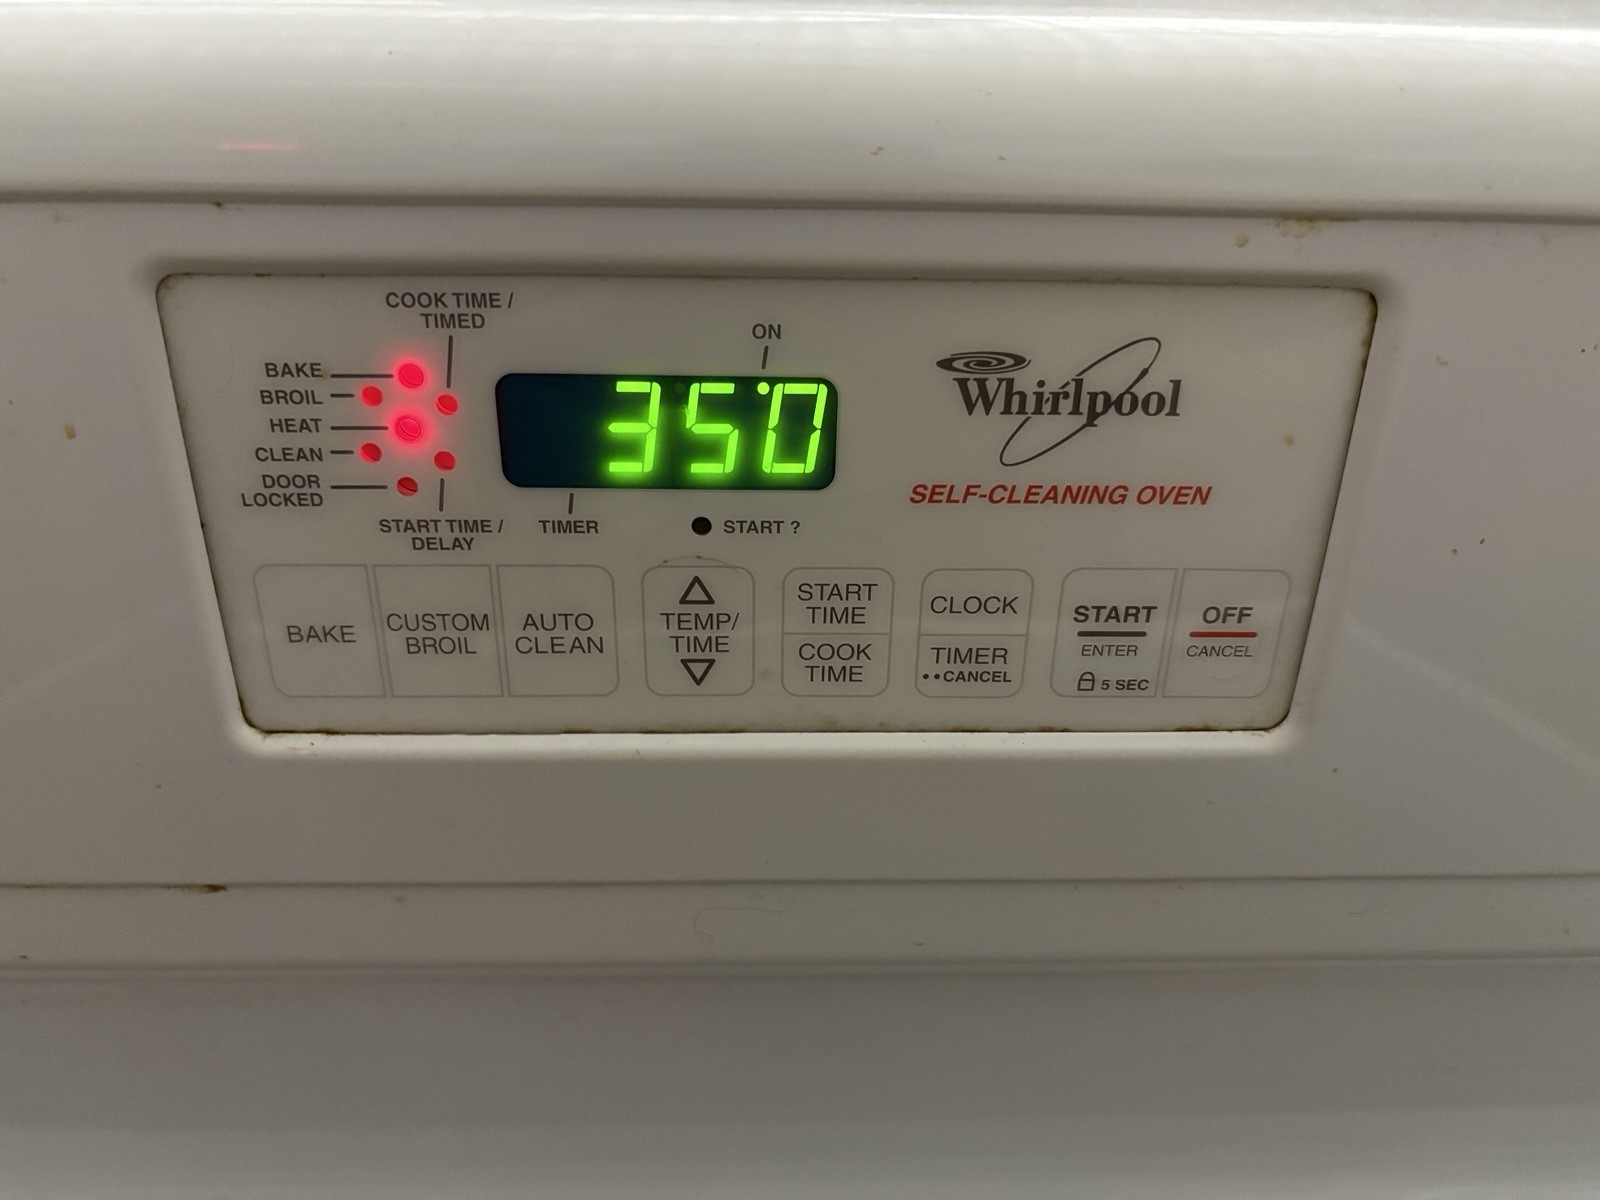 COOK TIME /
TIMED
BAKE
BROIL
HEAT
CLEAN
DOOR
LOCKED
START TIME /
DELAY
ON
350
TIMER
START ?
Whirlpool
SELF-CLEANING OVEN
BAKE
CUSTOM
BROIL
AUTO
CLEAN
TEMP/
TIME
START
TIME
COOK
TIME
CLOCK
TIMER
••CANCEL
START
ENTER
5 SEC
OFF
CANCEL